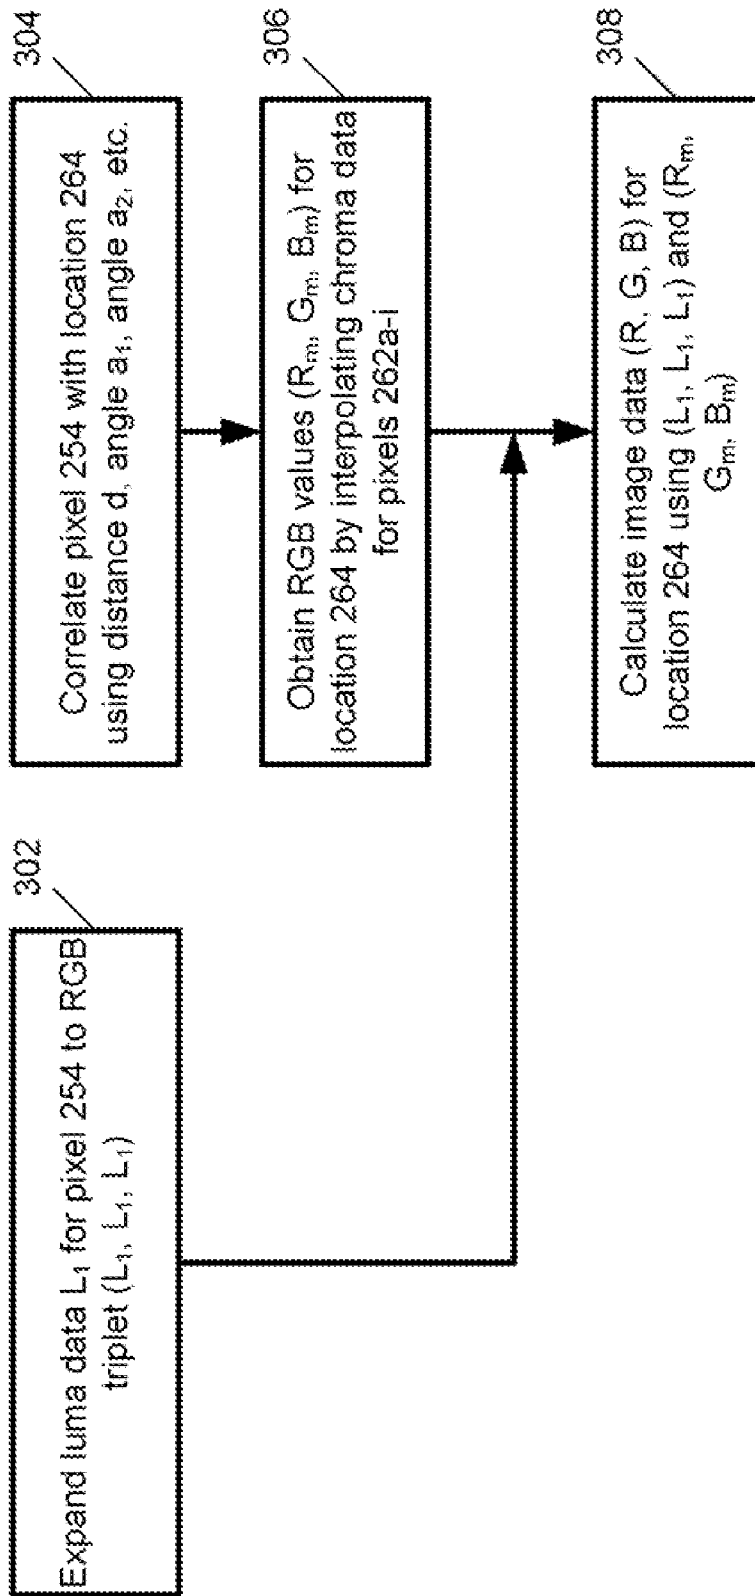 302
Expand luma data L₁ for pixel 254 to RGB
triplet (L₁, L₁, L₁)
304
Correlate pixel 254 with location 264
using distance d, angle a₁, angle a₂, etc.
306
Obtain RGB values (Rₘ, Gₘ, Bₘ) for
location 264 by interpolating chroma data
for pixels 262a-i
308
Calculate image data (R, G, B) for
location 264 using (L₁, L₁, L₁) and (Rₘ,
Gₘ, Bₘ)